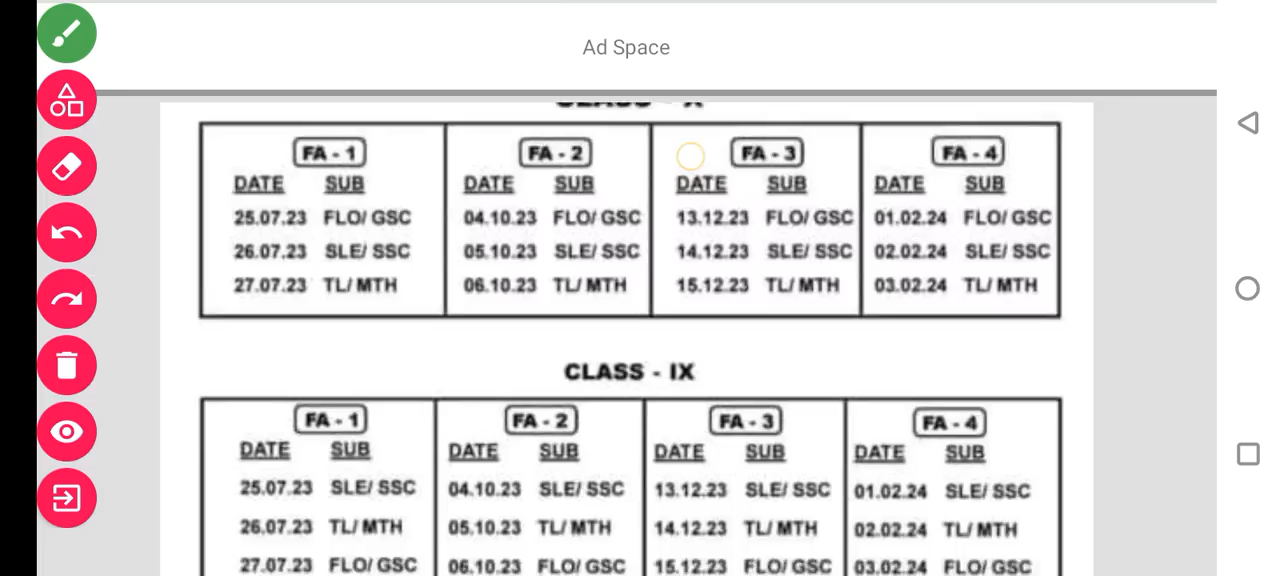 Ad Space
CLASS - X
FA - 1 FA - 2 FA - 3 FA - 4
DATE SUB DATE SUB DATE SUB DATE SUB
25.07.23 FLO/ GSC 04.10.23 FLO/ GSC 13.12.23 FLO/ GSC 01.02.24 FLO/ GSC
26.07.23 SLE/ SSC 05.10.23 SLE/ SSC 14.12.23 SLE/ SSC 02.02.24 SLE/ SSC
27.07.23 TL/ MTH 06.10.23 TL/ MTH 15.12.23 TL/ MTH 03.02.24 TL/ MTH
CLASS - IX
FA - 1 FA - 2 FA - 3 FA - 4
DATE SUB DATE SUB DATE SUB DATE SUB
25.07.23 SLE/ SSC 04.10.23 SLE/ SSC 13.12.23 SLE/ SSC 01.02.24 SLE/ SSC
26.07.23 TL/ MTH 05.10.23 TL/ MTH 14.12.23 TL/ MTH 02.02.24 TL/ MTH
27.07.23 FLO/ GSC 06.10.23 FLO/ GSC 15.12.23 FLO/ GSC 03.02.24 FLO/ GSC